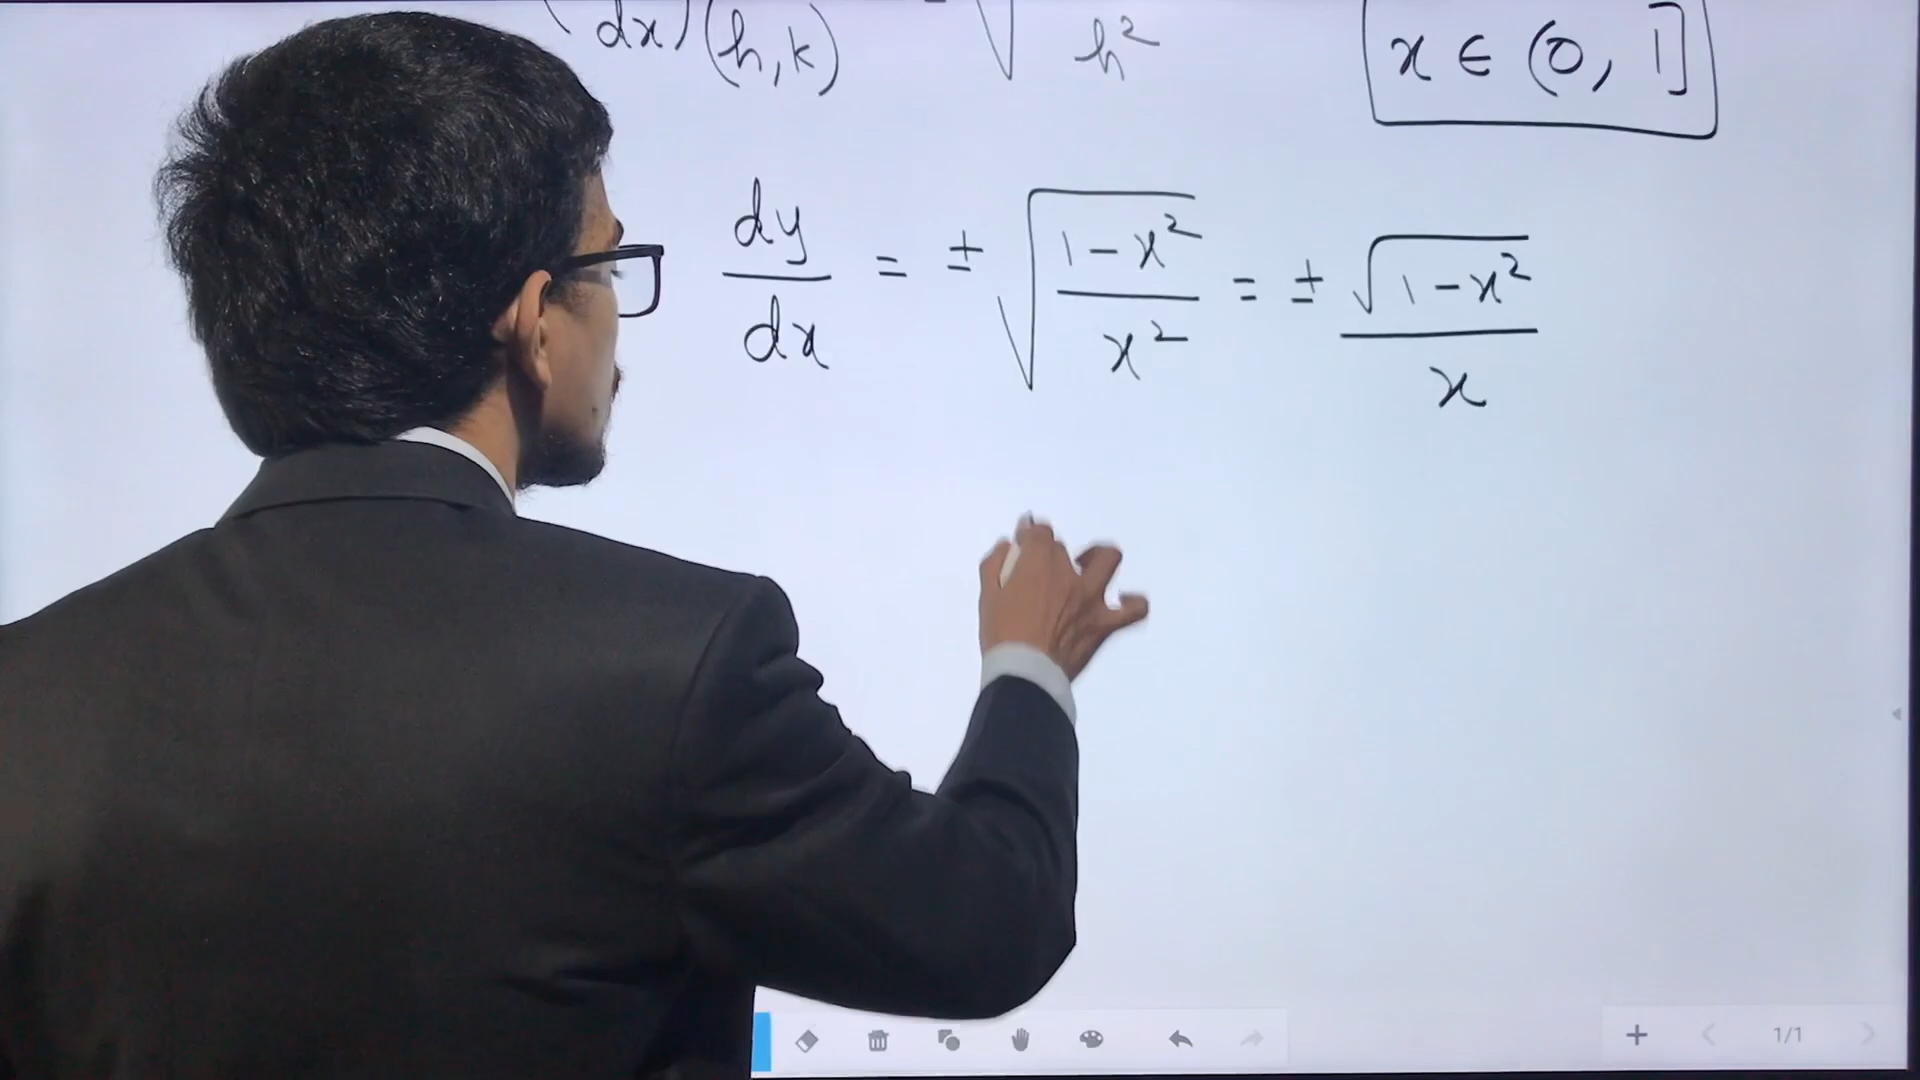 dx)(h,k) = √ h²
x ∈ (0, 1]
dy/dx = ± √((1-x²)/x²) = ± √(1-x²)/x
1/1